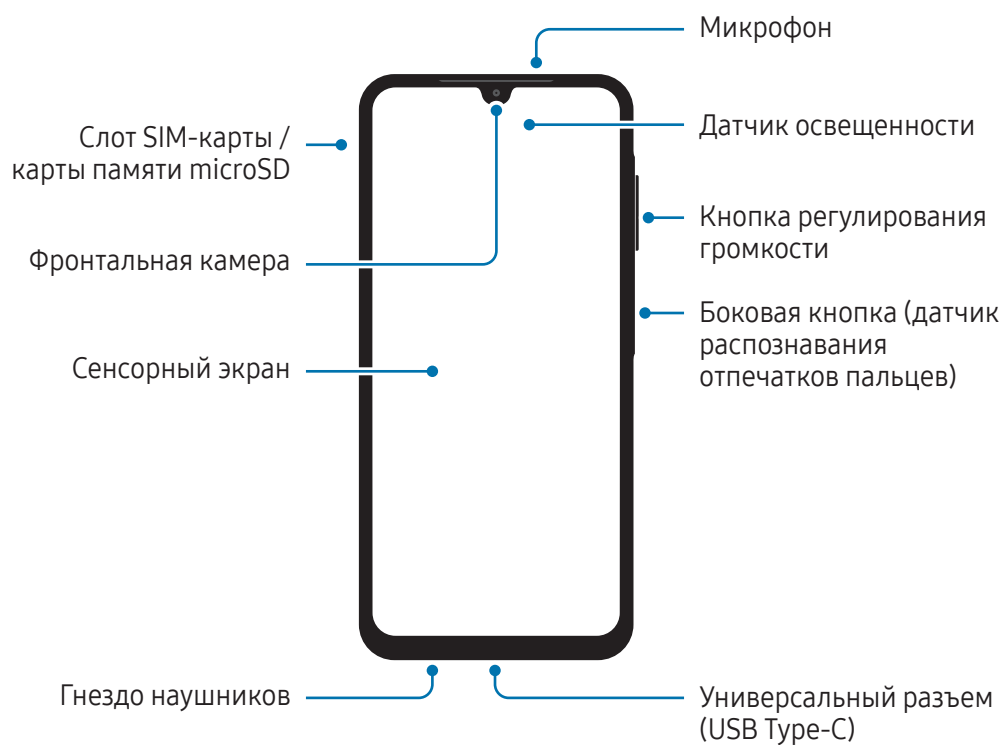 Микрофон
Слот SIM-карты /
карты памяти microSD
Датчик освещенности
Кнопка регулирования
громкости
Фронтальная камера
Боковая кнопка (датчик
распознавания
отпечатков пальцев)
Сенсорный экран
Гнездо наушников
Универсальный разъем
(USB Type-C)